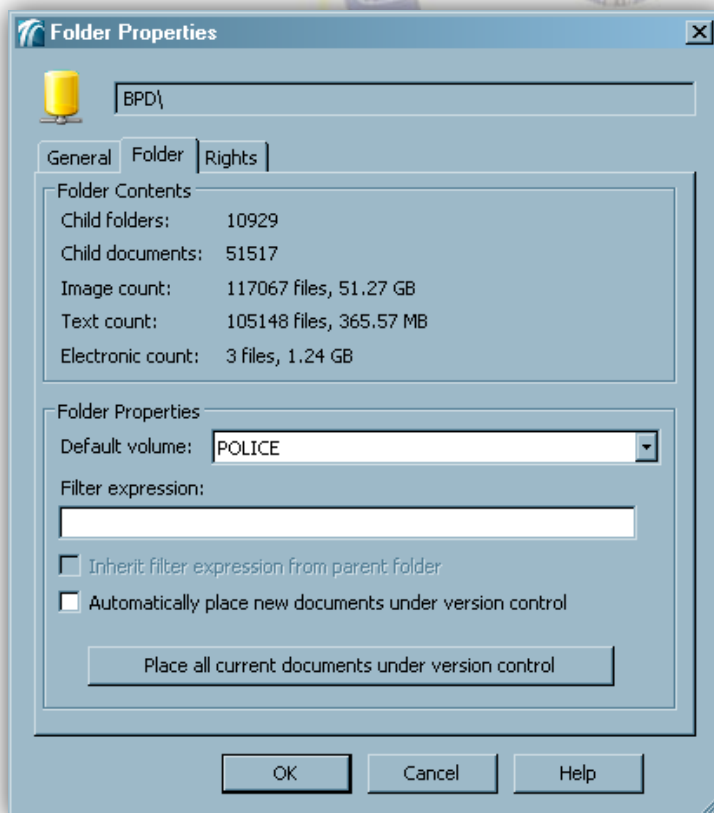 Folder Properties
BPD\
General Folder Rights
Folder Contents
Child folders: 10929
Child documents: 51517
Image count: 117067 files, 51.27 GB
Text count: 105148 files, 365.57 MB
Electronic count: 3 files, 1.24 GB
Folder Properties
Default volume: POLICE
Filter expression:
Inherit filter expression from parent folder
Automatically place new documents under version control
Place all current documents under version control
OK Cancel Help